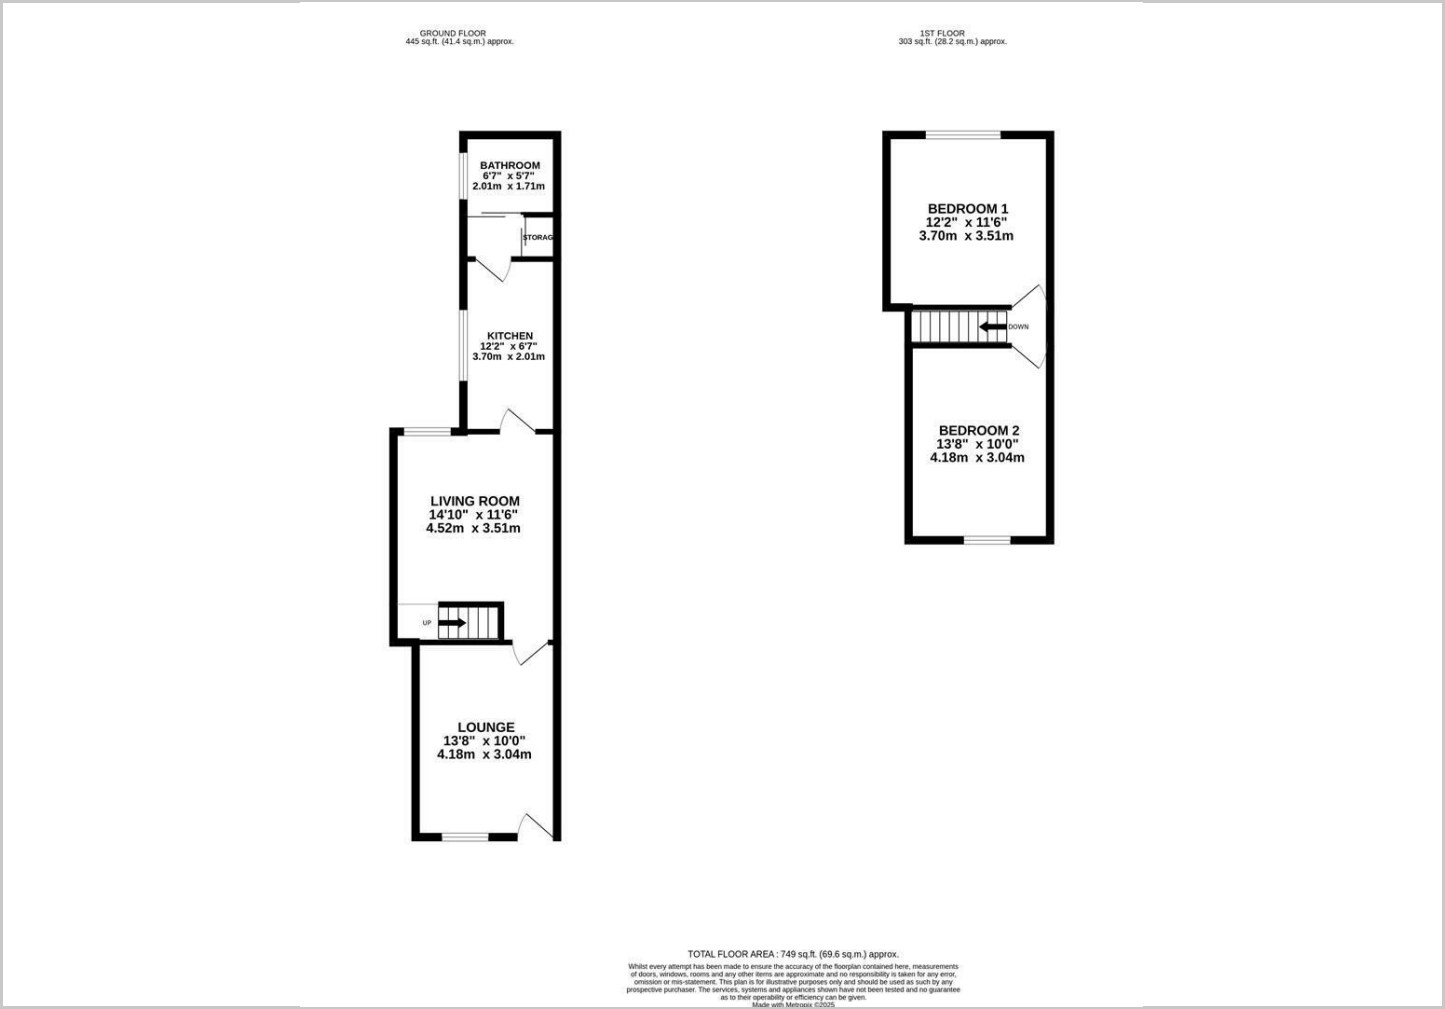 GROUND FLOOR
445 sq.ft. (41.4 sq.m.) approx.
1ST FLOOR
303 sq.ft. (28.2 sq.m.) approx.
BATHROOM
6'7" x 5'7"
2.01m x 1.71m
STORAG
KITCHEN
12'2" x 6'7"
3.70m x 2.01m
LIVING ROOM
14'10" x 11'6"
4.52m x 3.51m
UP
LOUNGE
13'8" x 10'0"
4.18m x 3.04m
BEDROOM 1
12'2" x 11'6"
3.70m x 3.51m
DOWN
BEDROOM 2
13'8" x 10'0"
4.18m x 3.04m
TOTAL FLOOR AREA : 749 sq.ft. (69.6 sq.m.) approx.
Whilst every attempt has been made to ensure the accuracy of the floorplan contained here, measurements
of doors, windows, rooms and any other items are approximate and no responsibility is taken for any error,
omission or mis-statement. This plan is for illustrative purposes only and should be used as such by any
prospective purchaser. The services, systems and appliances shown have not been tested and no guarantee
as to their operability or efficiency can be given.
Made with Metropix ©2025